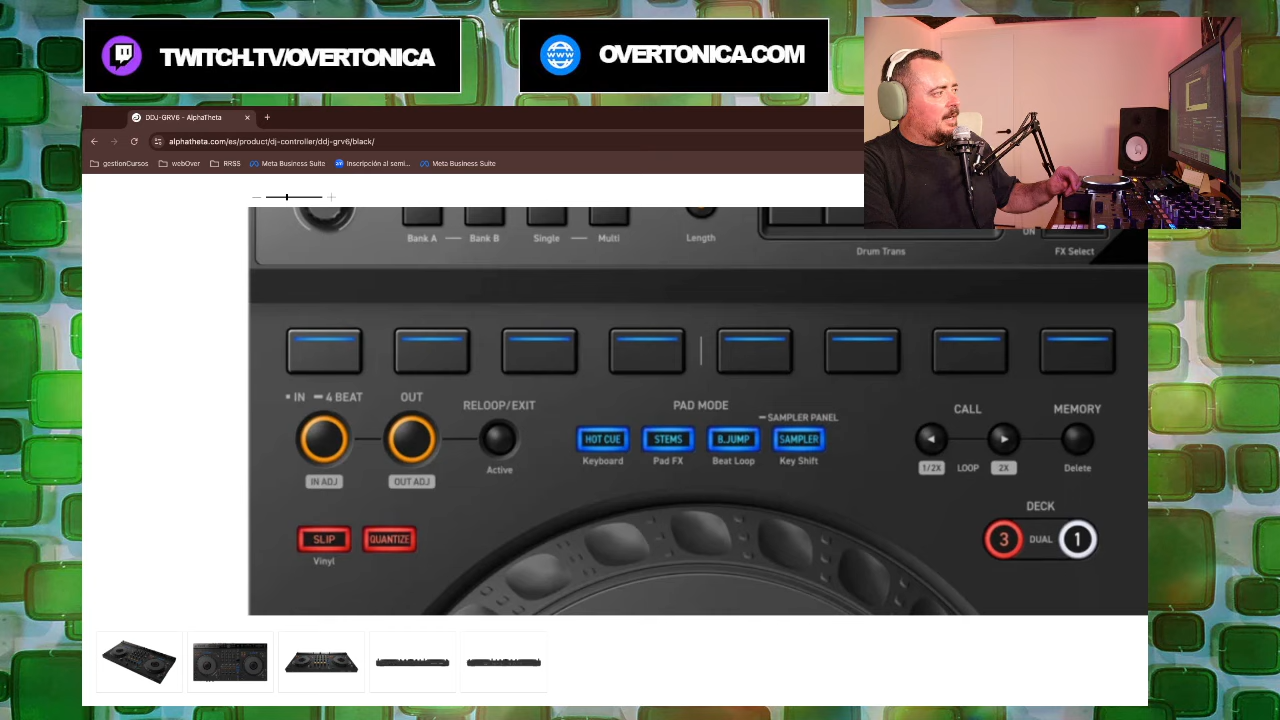 TWITCH.TV/OVERTONICA
WWW
OVERTONICA.COM
DDJ-GRV6 - AlphaTheta
alphatheta.com/es/product/dj-controller/ddj-grv6/black/
gestionCursos webOver RRSS Meta Business Suite Inscripción al semi... Meta Business Suite
Bank A Bank B Single Multi Length Drum Trans ON FX Select
IN 4 BEAT OUT RELOOP/EXIT PAD MODE CALL MEMORY
SAMPLER PANEL
HOT CUE STEMS B.JUMP SAMPLER
Keyboard Pad FX Beat Loop Key Shift
Active 1/2X LOOP 2X Delete
IN ADJ OUT ADJ
DECK
SLIP QUANTIZE 3 DUAL 1
Vinyl